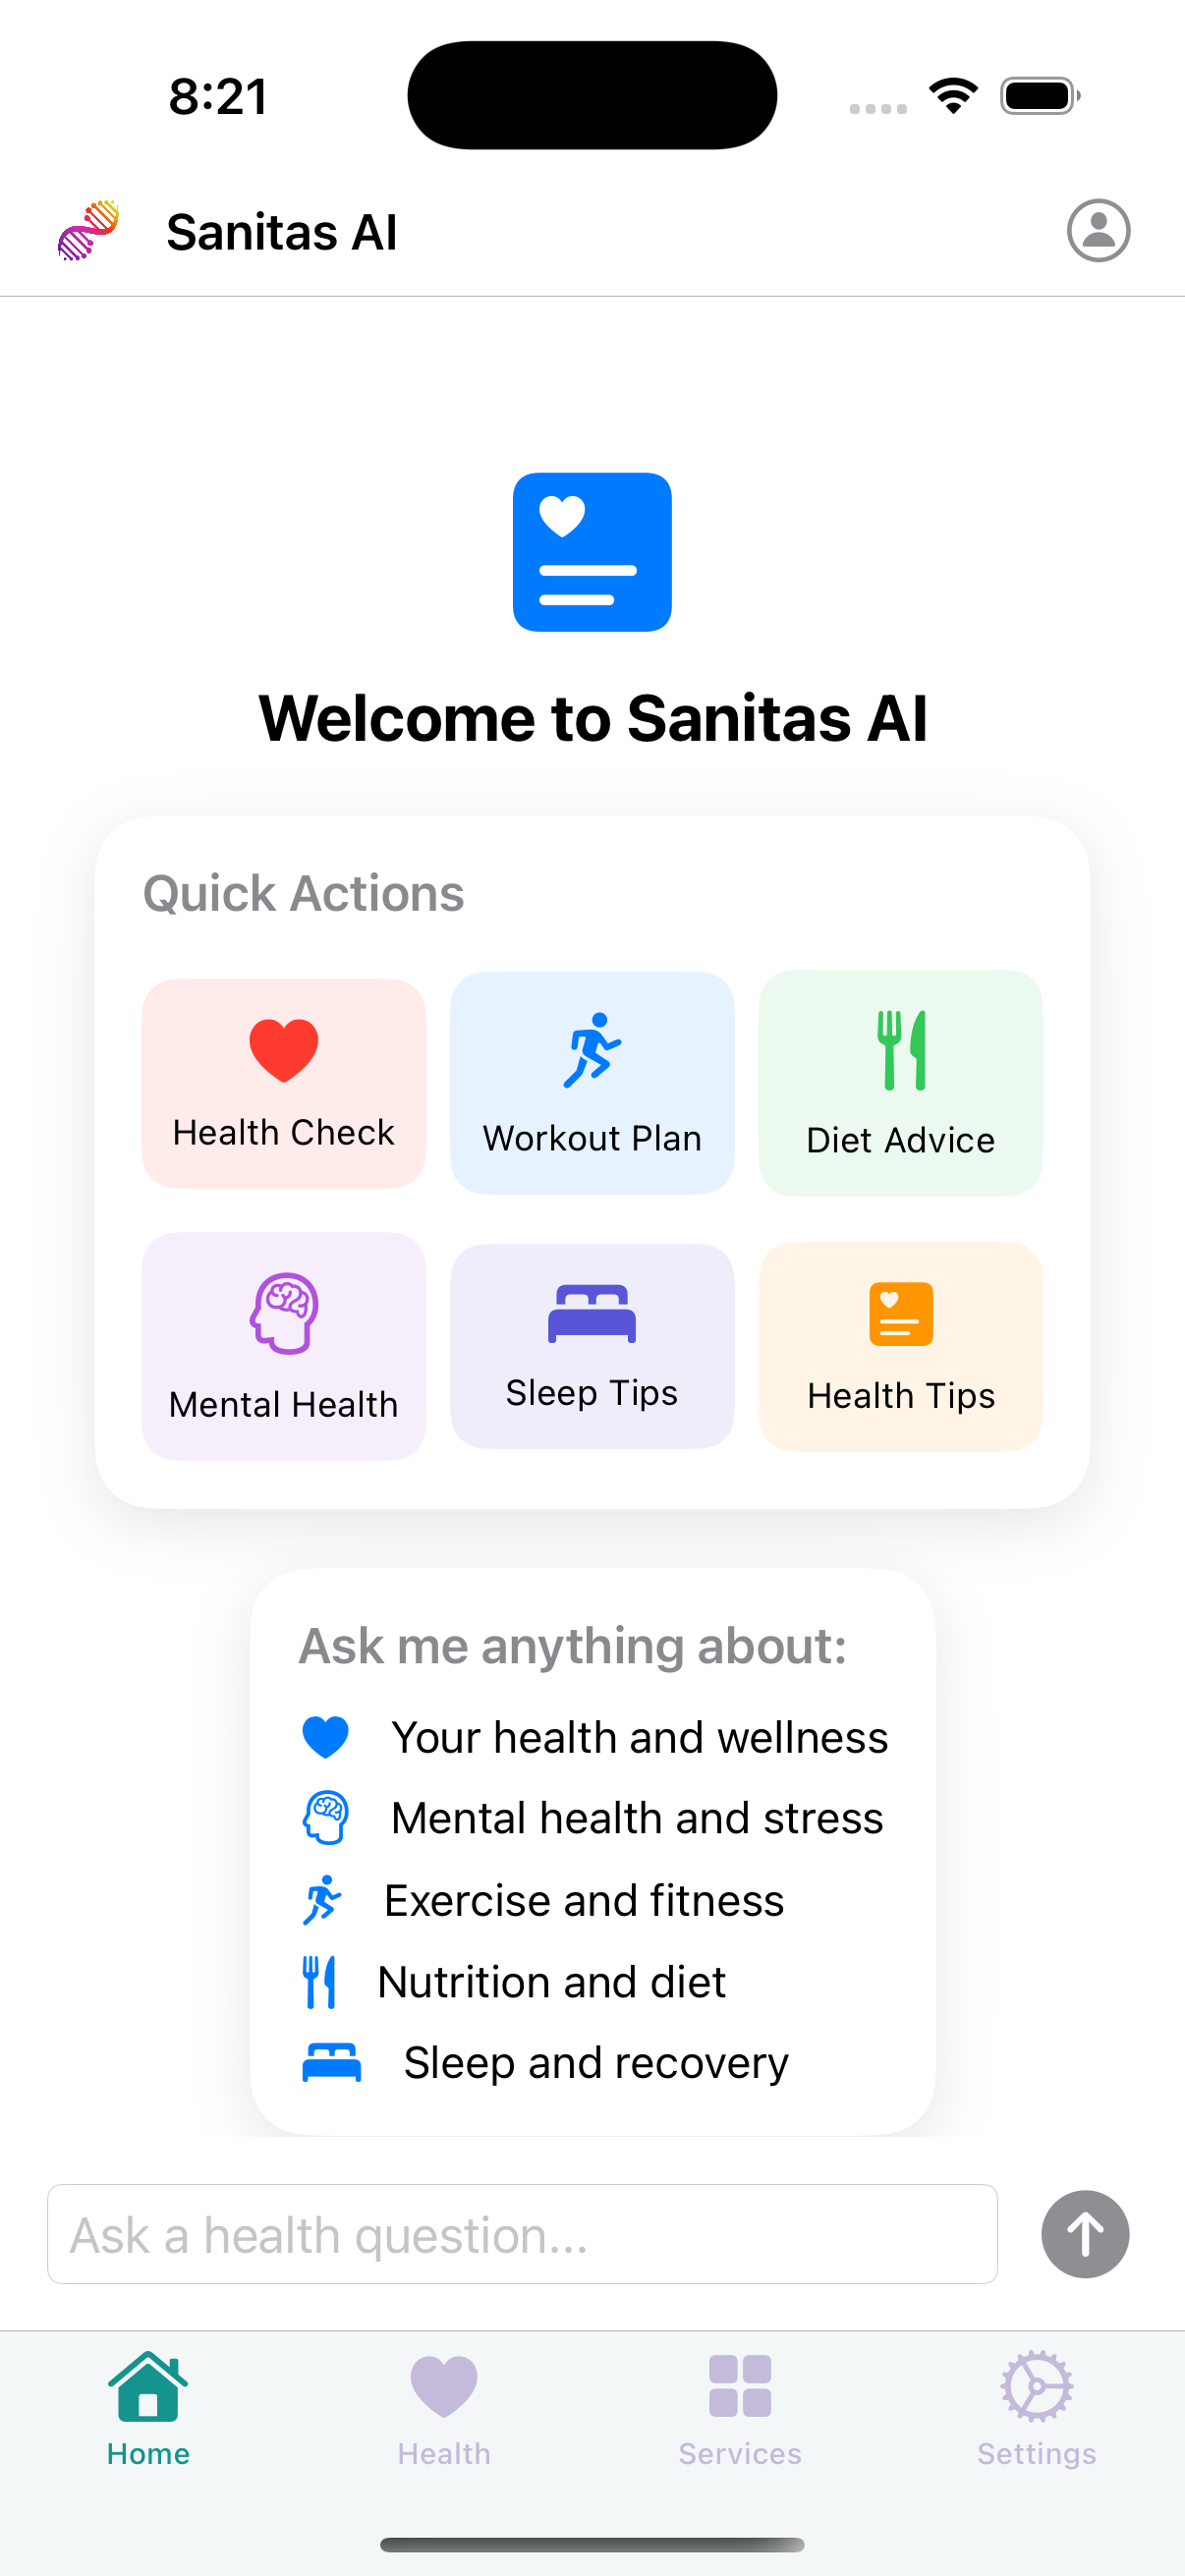 8:21
Sanitas AI
Welcome to Sanitas AI
Quick Actions
Health Check
Workout Plan
Diet Advice
Mental Health
Sleep Tips
Health Tips
Ask me anything about:
Your health and wellness
Mental health and stress
Exercise and fitness
Nutrition and diet
Sleep and recovery
Ask a health question...
Home
Health
Services
Settings